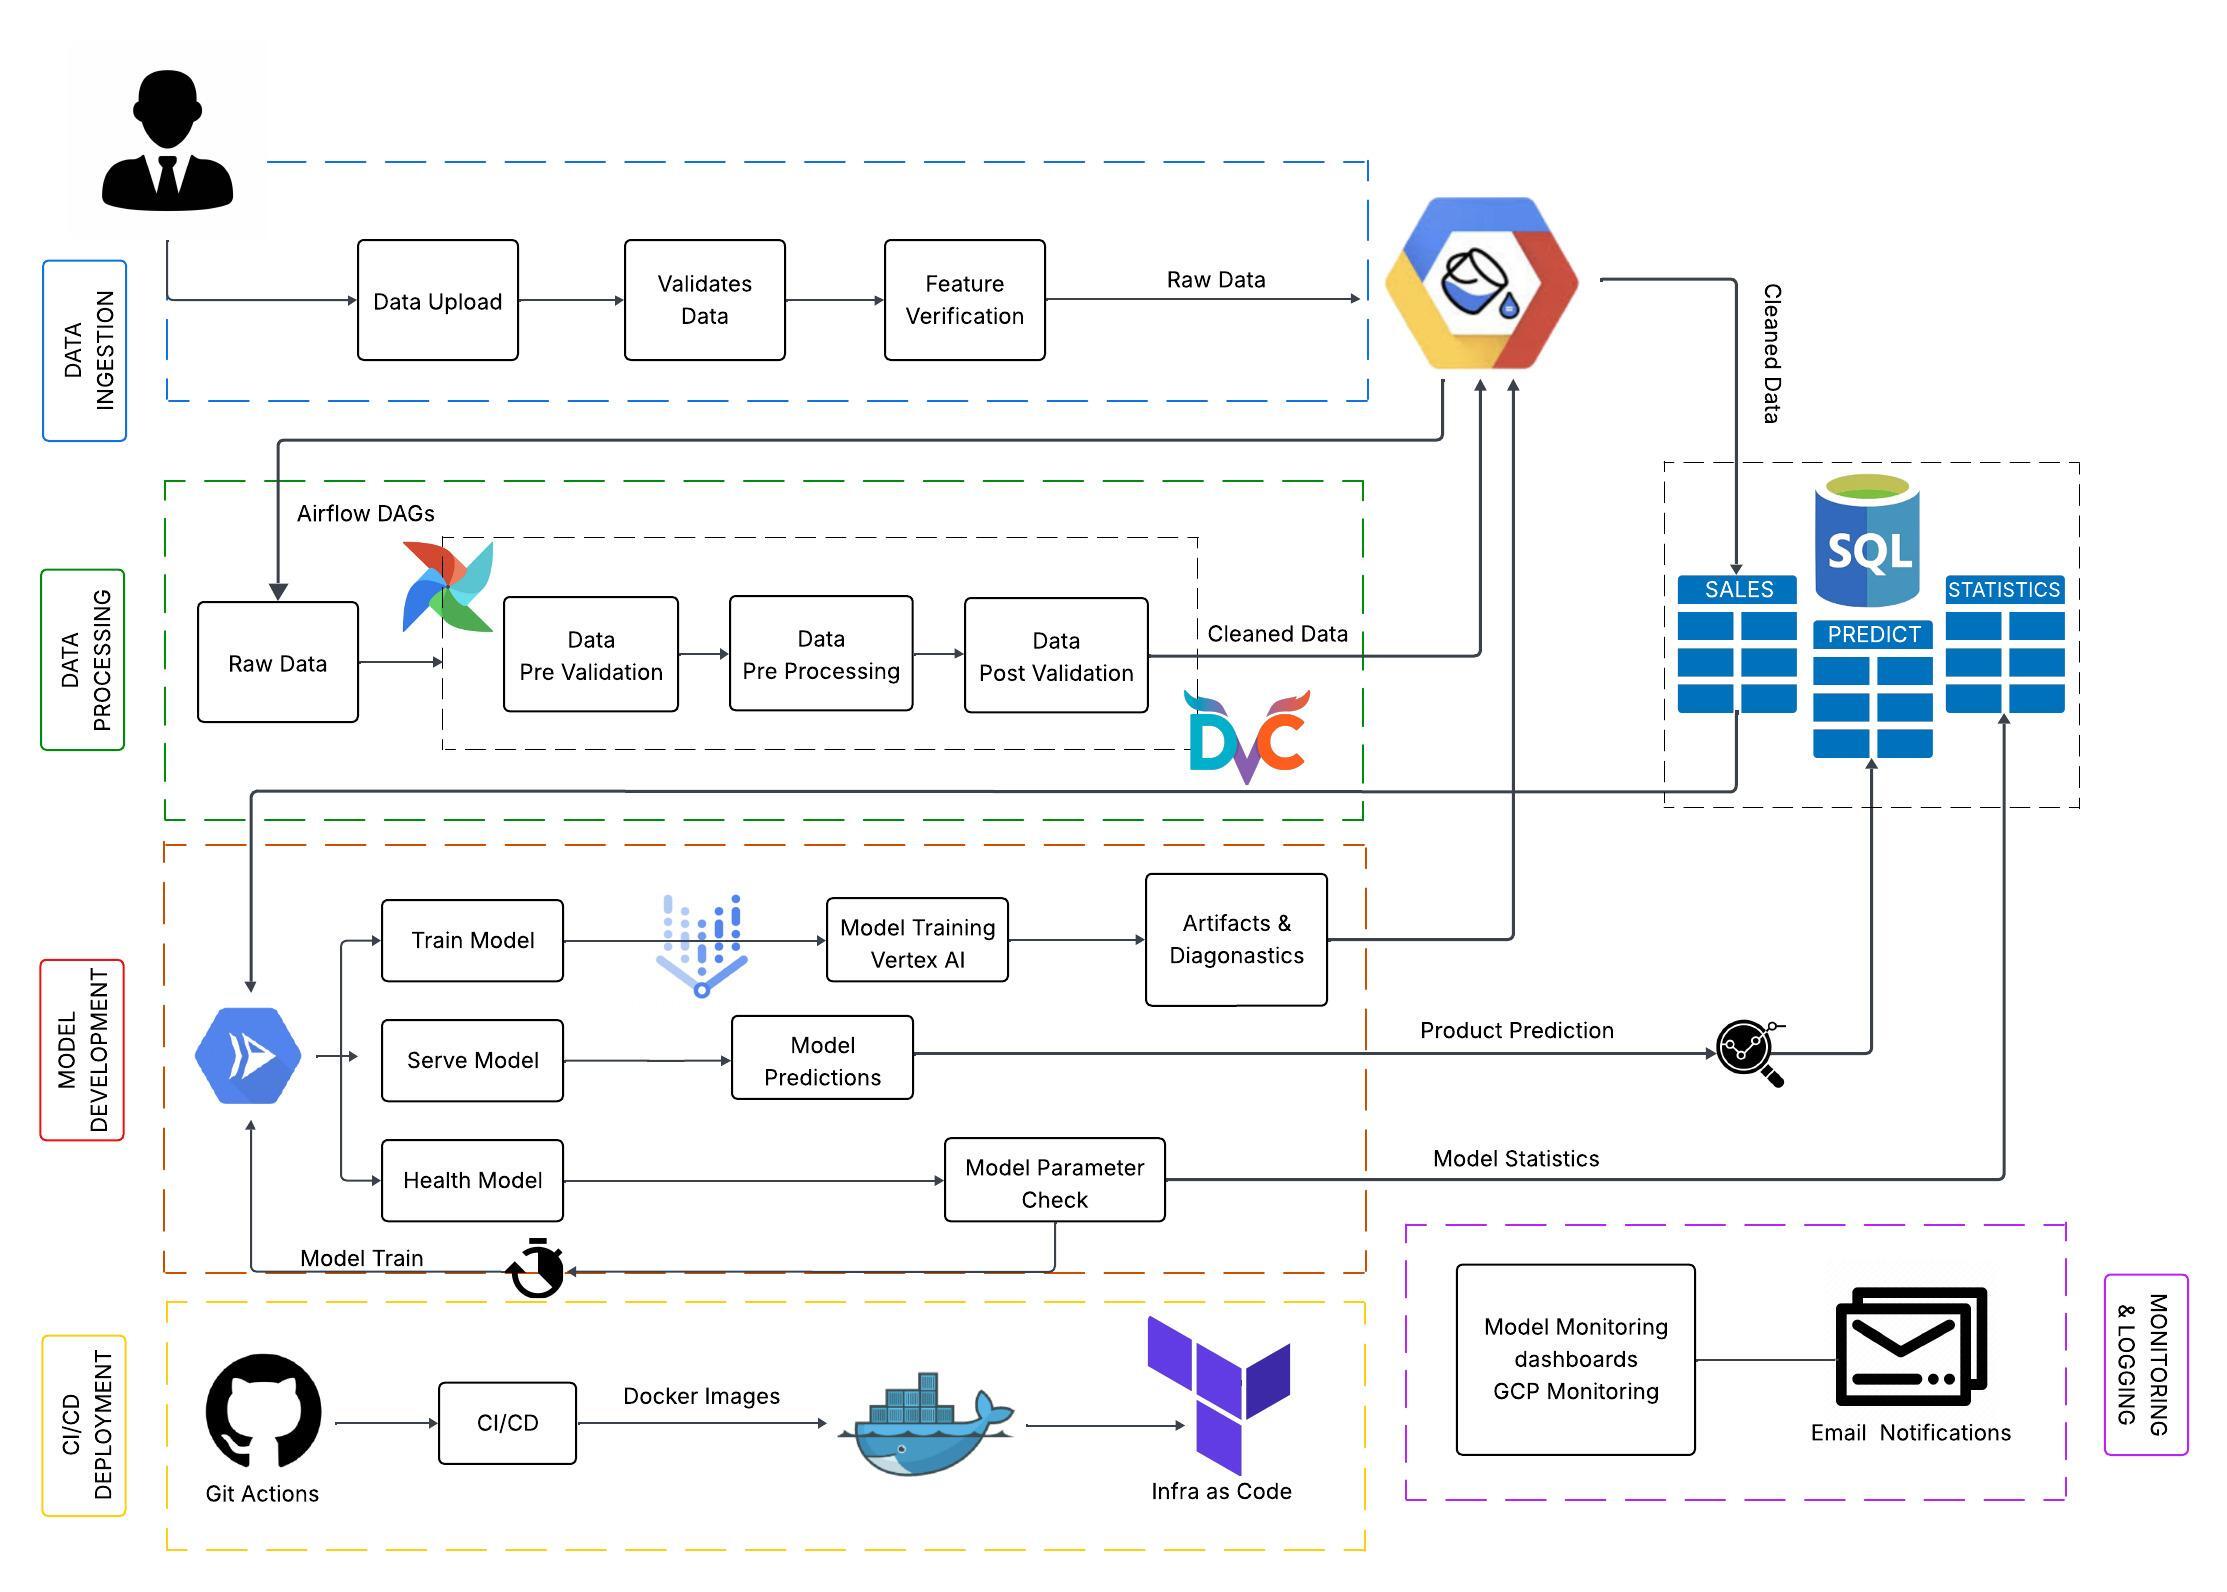 DATA
INGESTION
Data Upload
Validates
Data
Feature
Verification
Raw Data
Cleaned Data
DATA
PROCESSING
Airflow DAGs
Raw Data
Data
Pre Validation
Data
Pre Processing
Data
Post Validation
Cleaned Data
DVC
SQL
SALES
PREDICT
STATISTICS
MODEL
DEVELOPMENT
Train Model
Model Training
Vertex AI
Artifacts &
Diagonastics
Serve Model
Model
Predictions
Product Prediction
Health Model
Model Parameter
Check
Model Statistics
Model Train
CI/CD
DEPLOYMENT
Git Actions
CI/CD
Docker Images
Infra as Code
Model Monitoring
dashboards
GCP Monitoring
Email  Notifications
MONITORING
& LOGGING